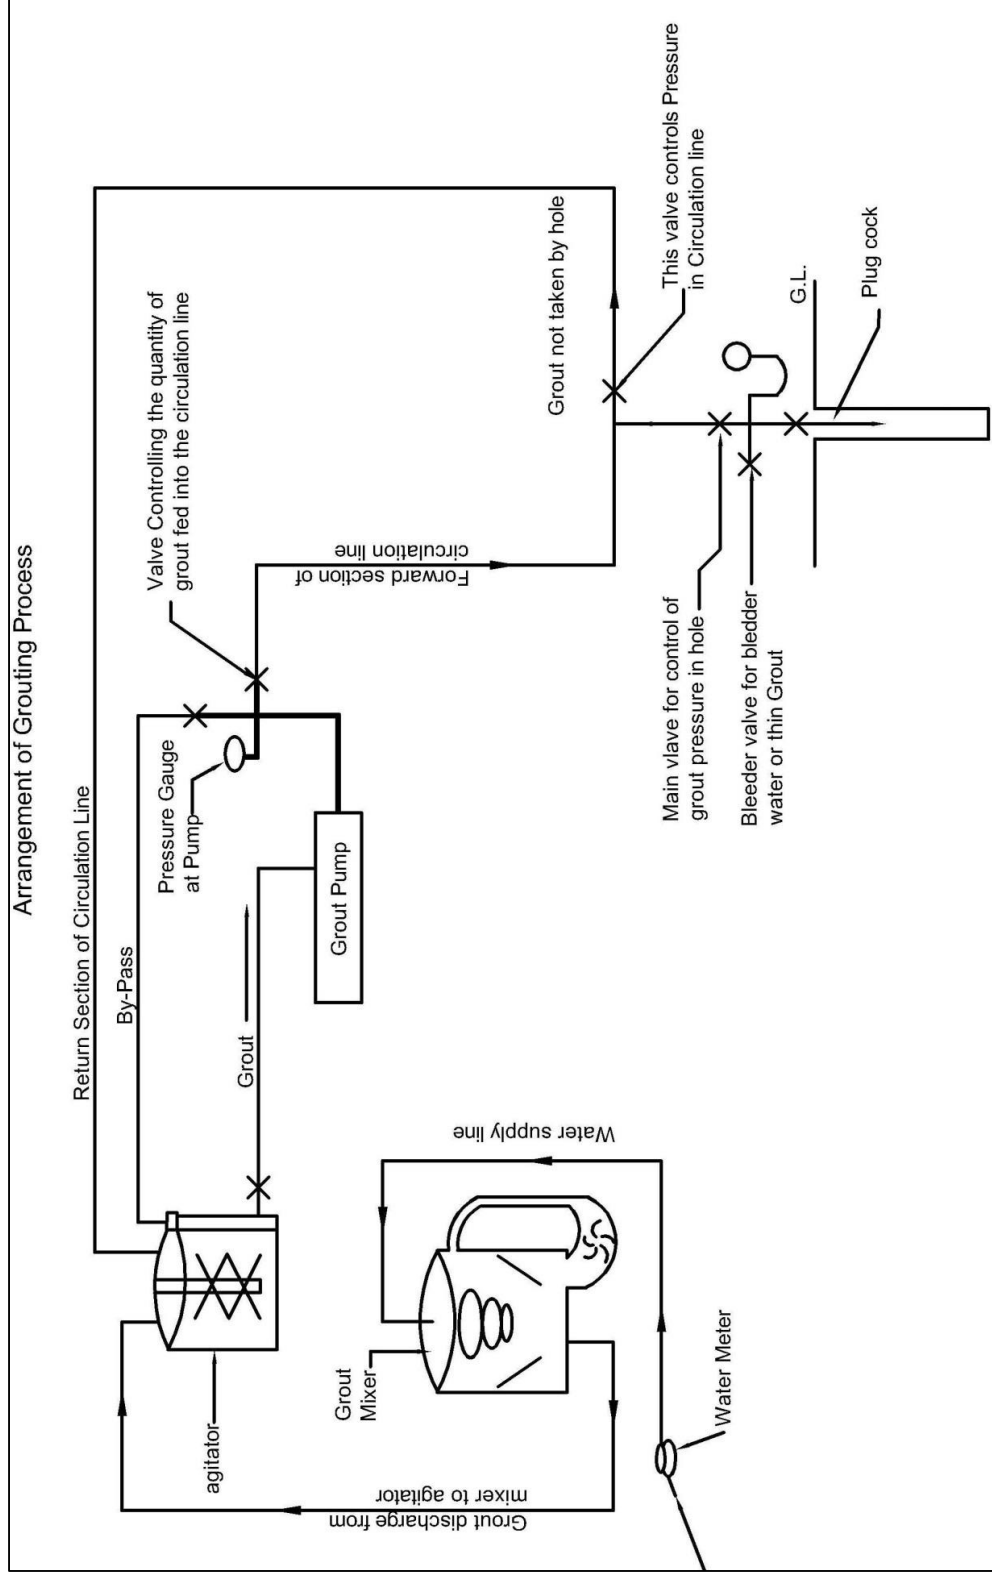 Arrangement of Grouting Process
Return Section of Circulation Line
By-Pass
Pressure Gauge
at Pump
Valve Controlling the quantity of
grout fed into the circulation line
Grout
Grout Pump
agitator
Grout discharge from
mixer to agitator
Grout
Mixer
Water supply line
Water Meter
Forward section of
circulation line
Grout not taken by hole
This valve controls Pressure
in Circulation line
Main vlave for control of
grout pressure in hole
Bleeder valve for bledder
water or thin Grout
G.L.
Plug cock